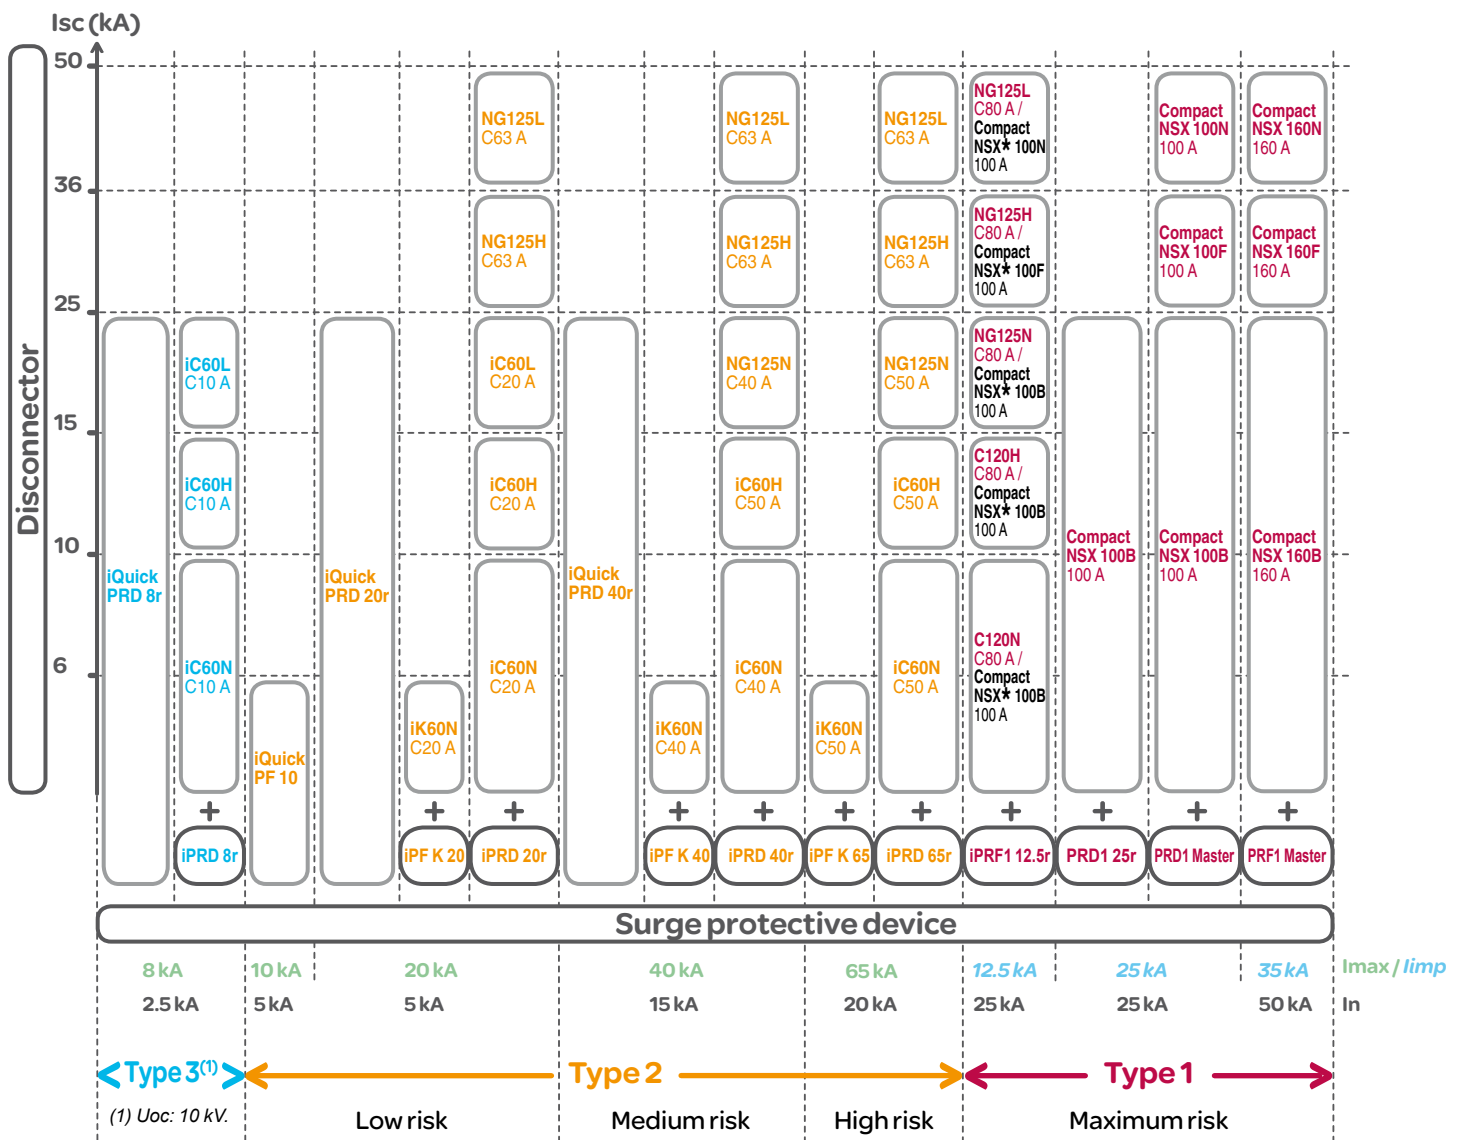 Isc (kA)
50
36
25
15
10
6
Disconnector
NG125L
C63 A
NG125L
C63 A
NG125L
C63 A
NG125L
C80 A /
Compact
NSX* 100N
100 A
Compact
NSX 100N
100 A
Compact
NSX 160N
160 A
NG125H
C63 A
NG125H
C63 A
NG125H
C63 A
NG125H
C80 A /
Compact
NSX* 100F
100 A
Compact
NSX 100F
100 A
Compact
NSX 160F
160 A
iC60L
C10 A
iC60L
C20 A
NG125N
C40 A
NG125N
C50 A
NG125N
C80 A /
Compact
NSX* 100B
100 A
iC60H
C10 A
iC60H
C20 A
iC60H
C50 A
iC60H
C50 A
C120H
C80 A /
Compact
NSX* 100B
100 A
iQuick
PRD 8r
iQuick
PRD 20r
iQuick
PRD 40r
Compact
NSX 100B
100 A
Compact
NSX 100B
100 A
Compact
NSX 160B
160 A
iC60N
C10 A
iC60N
C20 A
iC60N
C40 A
iC60N
C50 A
C120N
C80 A /
Compact
NSX* 100B
100 A
iQuick
PF 10
iK60N
C20 A
iK60N
C40 A
iK60N
C50 A
+ + + + + + + + + + +
iPRD 8r
iPF K 20
iPRD 20r
iPF K 40
iPRD 40r
iPF K 65
iPRD 65r
iPRF1 12.5r
PRD1 25r
PRD1 Master
PRF1 Master
Surge protective device
8 kA 10 kA 20 kA 40 kA 65 kA 12.5 kA 25 kA 35 kA Imax / Iimp
2.5 kA 5 kA 5 kA 15 kA 20 kA 25 kA 25 kA 50 kA In
Type 3(1) Type 2 Type 1
(1) Uoc: 10 kV. Low risk Medium risk High risk Maximum risk